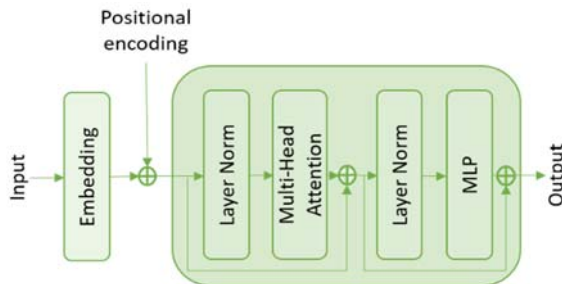 Positional
encoding
Input
Embedding
Layer Norm
Multi-Head
Attention
Layer Norm
MLP
Output